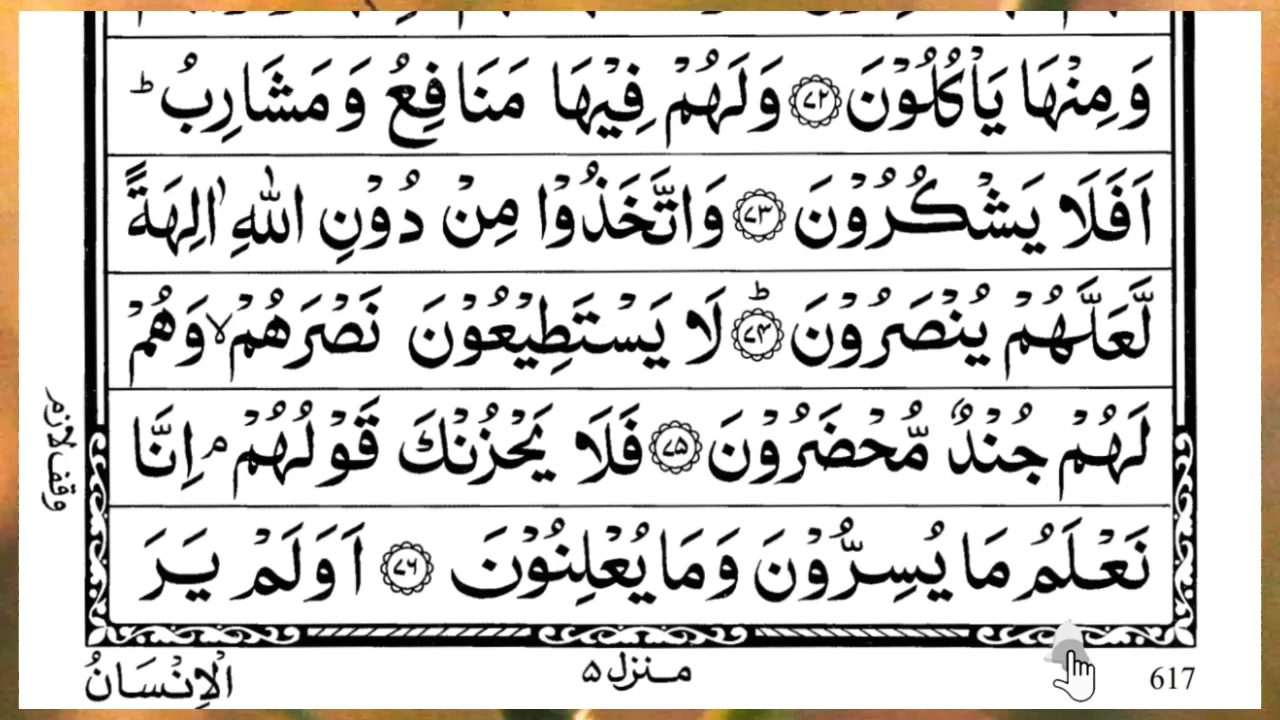 وَمِنْهَا يَاْكُلُوْنَ ﴿۷۲﴾ وَلَهُمْ فِيْهَا مَنَافِعُ وَ مَشَارِبُ ؕ
اَفَلَا يَشْكُرُوْنَ ﴿۷۳﴾ وَاتَّخَذُوْا مِنْ دُوْنِ اللّٰهِ اٰلِهَةً
لَّعَلَّهُمْ يُنْصَرُوْنَ ؕ﴿۷۴﴾ لَا يَسْتَطِيْعُوْنَ نَصْرَهُمْ ۙ وَهُمْ
لَهُمْ جُنْدٌ مُّحْضَرُوْنَ ﴿۷۵﴾ فَلَا يَحْزُنْكَ قَوْلُهُمْ ۘ اِنَّا
نَعْلَمُ مَا يُسِرُّوْنَ وَمَا يُعْلِنُوْنَ ﴿۷۶﴾ اَوَلَمْ يَرَ
وقف لازم
الْاِنْسَانُ
منزل ۵
617